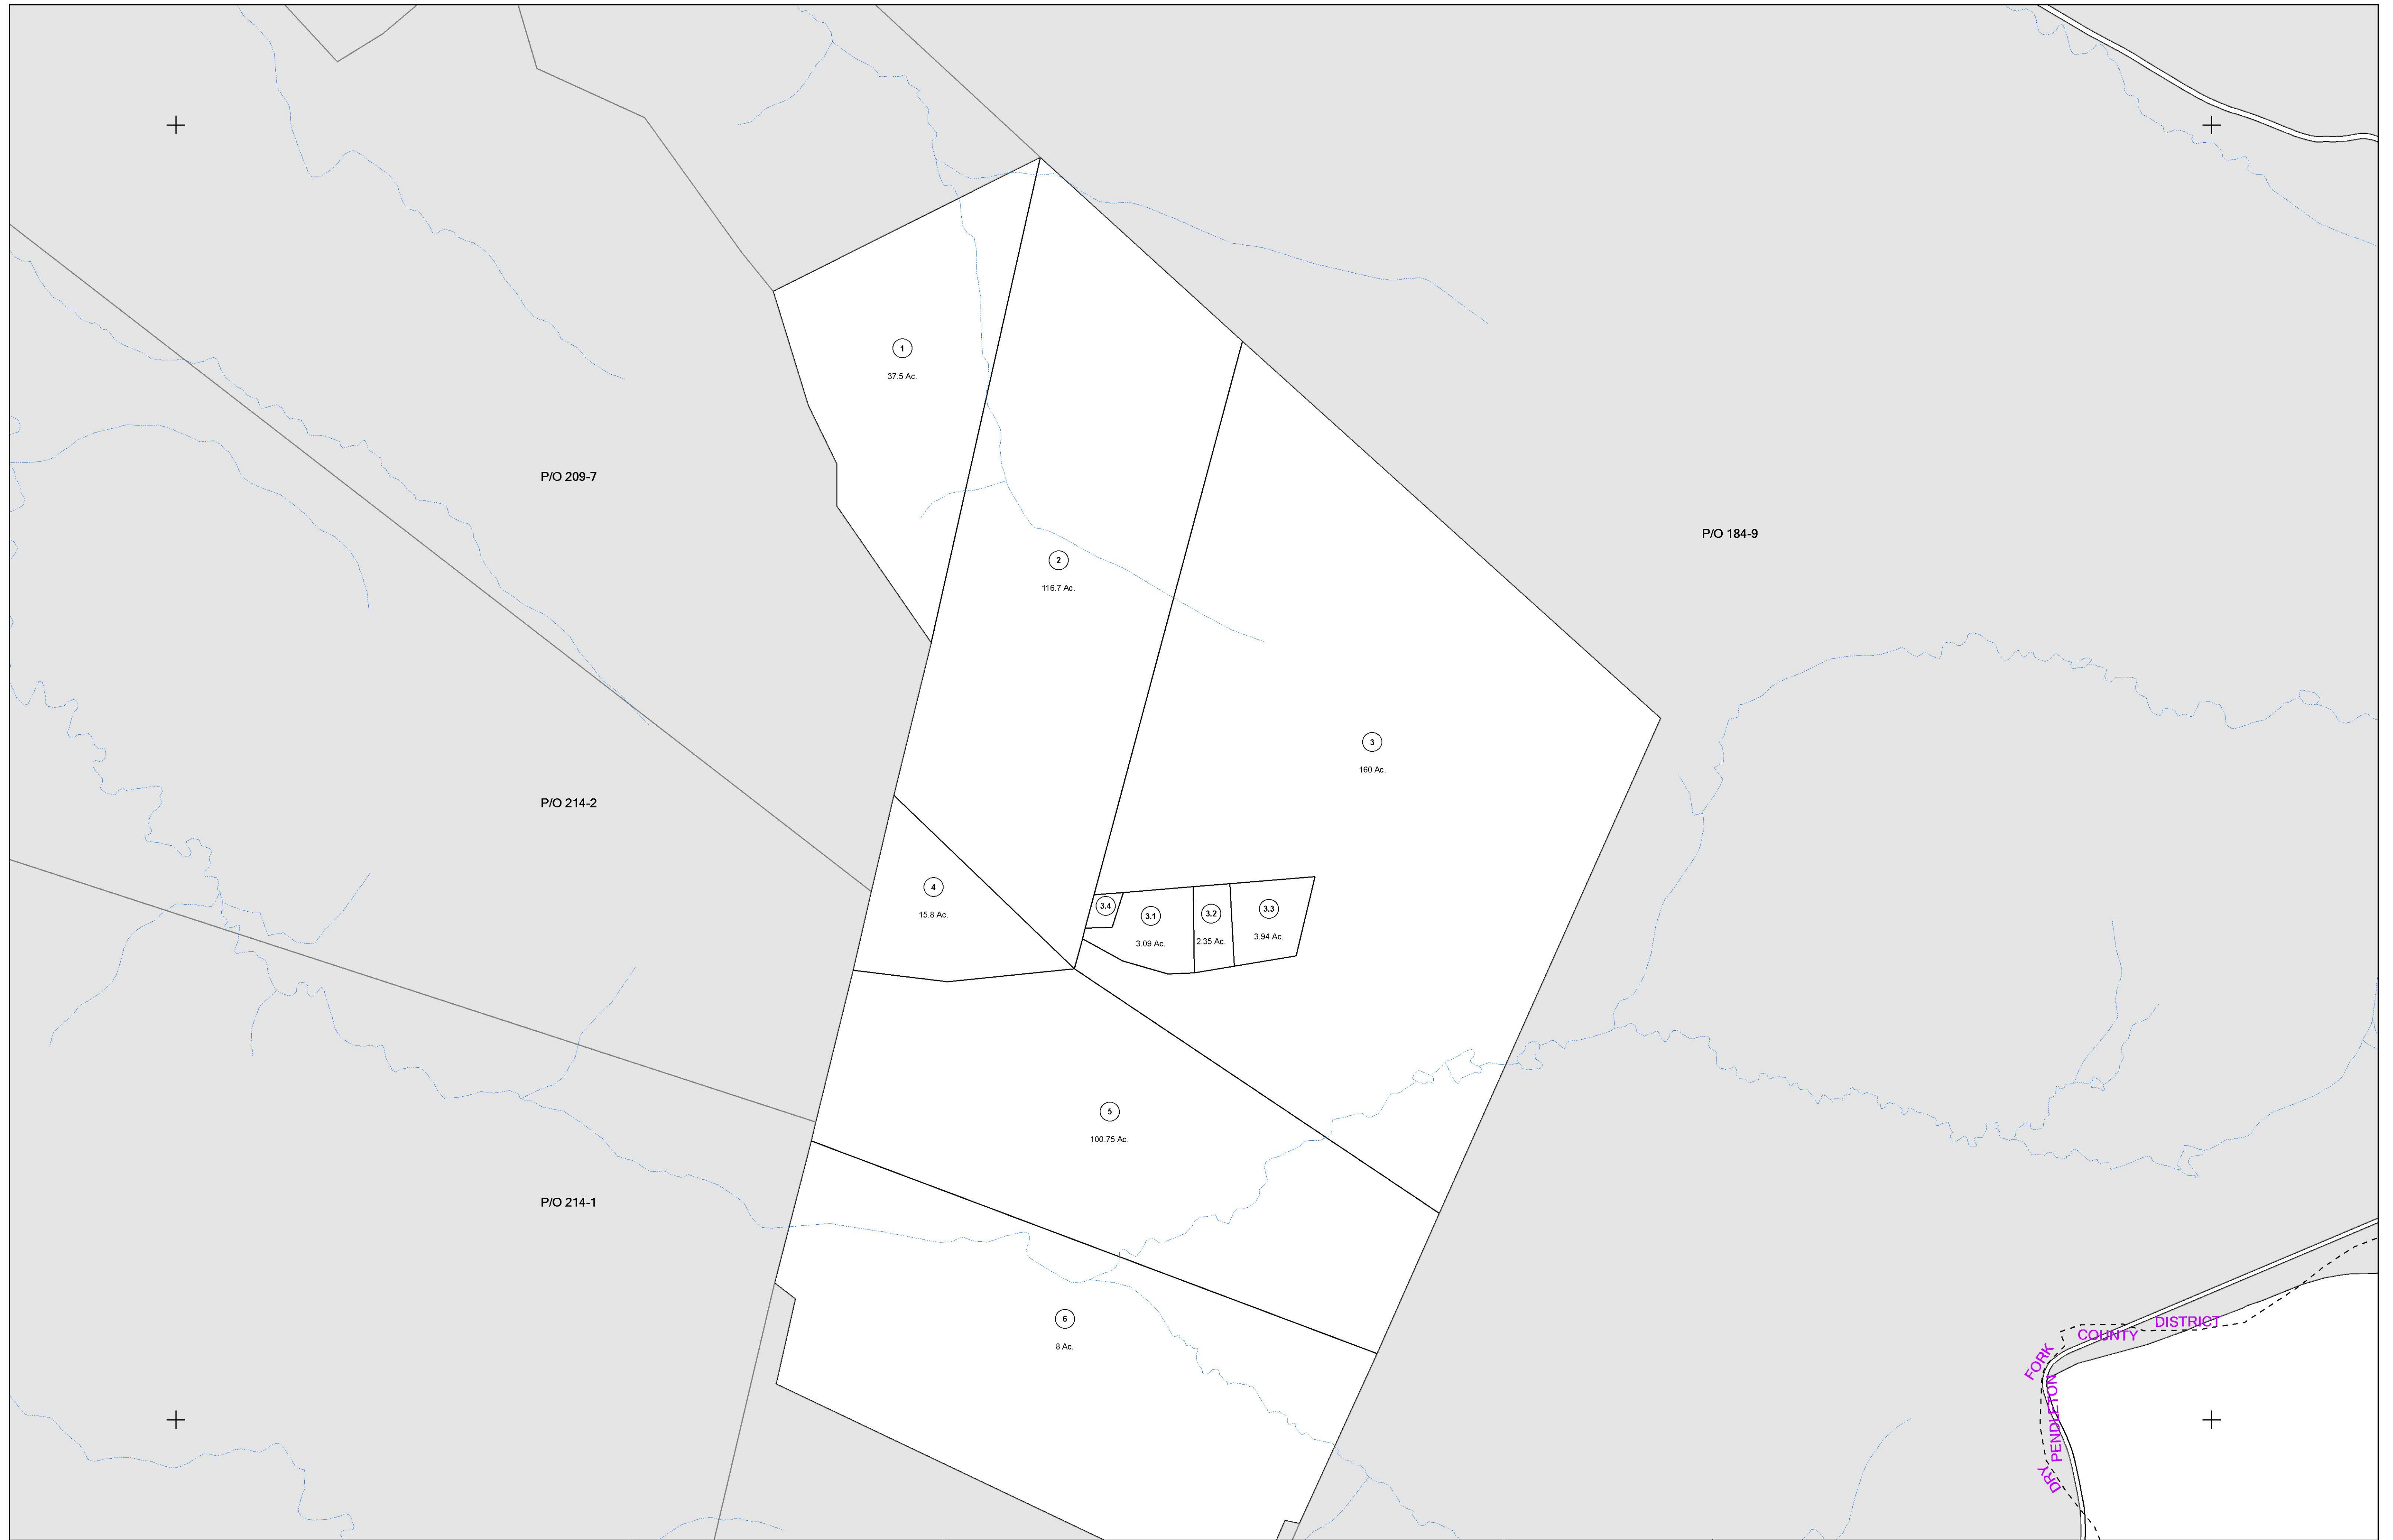 1
37.5 Ac.
P/O 209-7
P/O 184-9
2
116.7 Ac.
3
160 Ac.
P/O 214-2
4
15.8 Ac.
3.4
3.1
3.09 Ac.
3.2
2.35 Ac.
3.3
3.94 Ac.
5
100.75 Ac.
P/O 214-1
6
8 Ac.
DRY FORK DISTRICT
PENDLETON COUNTY